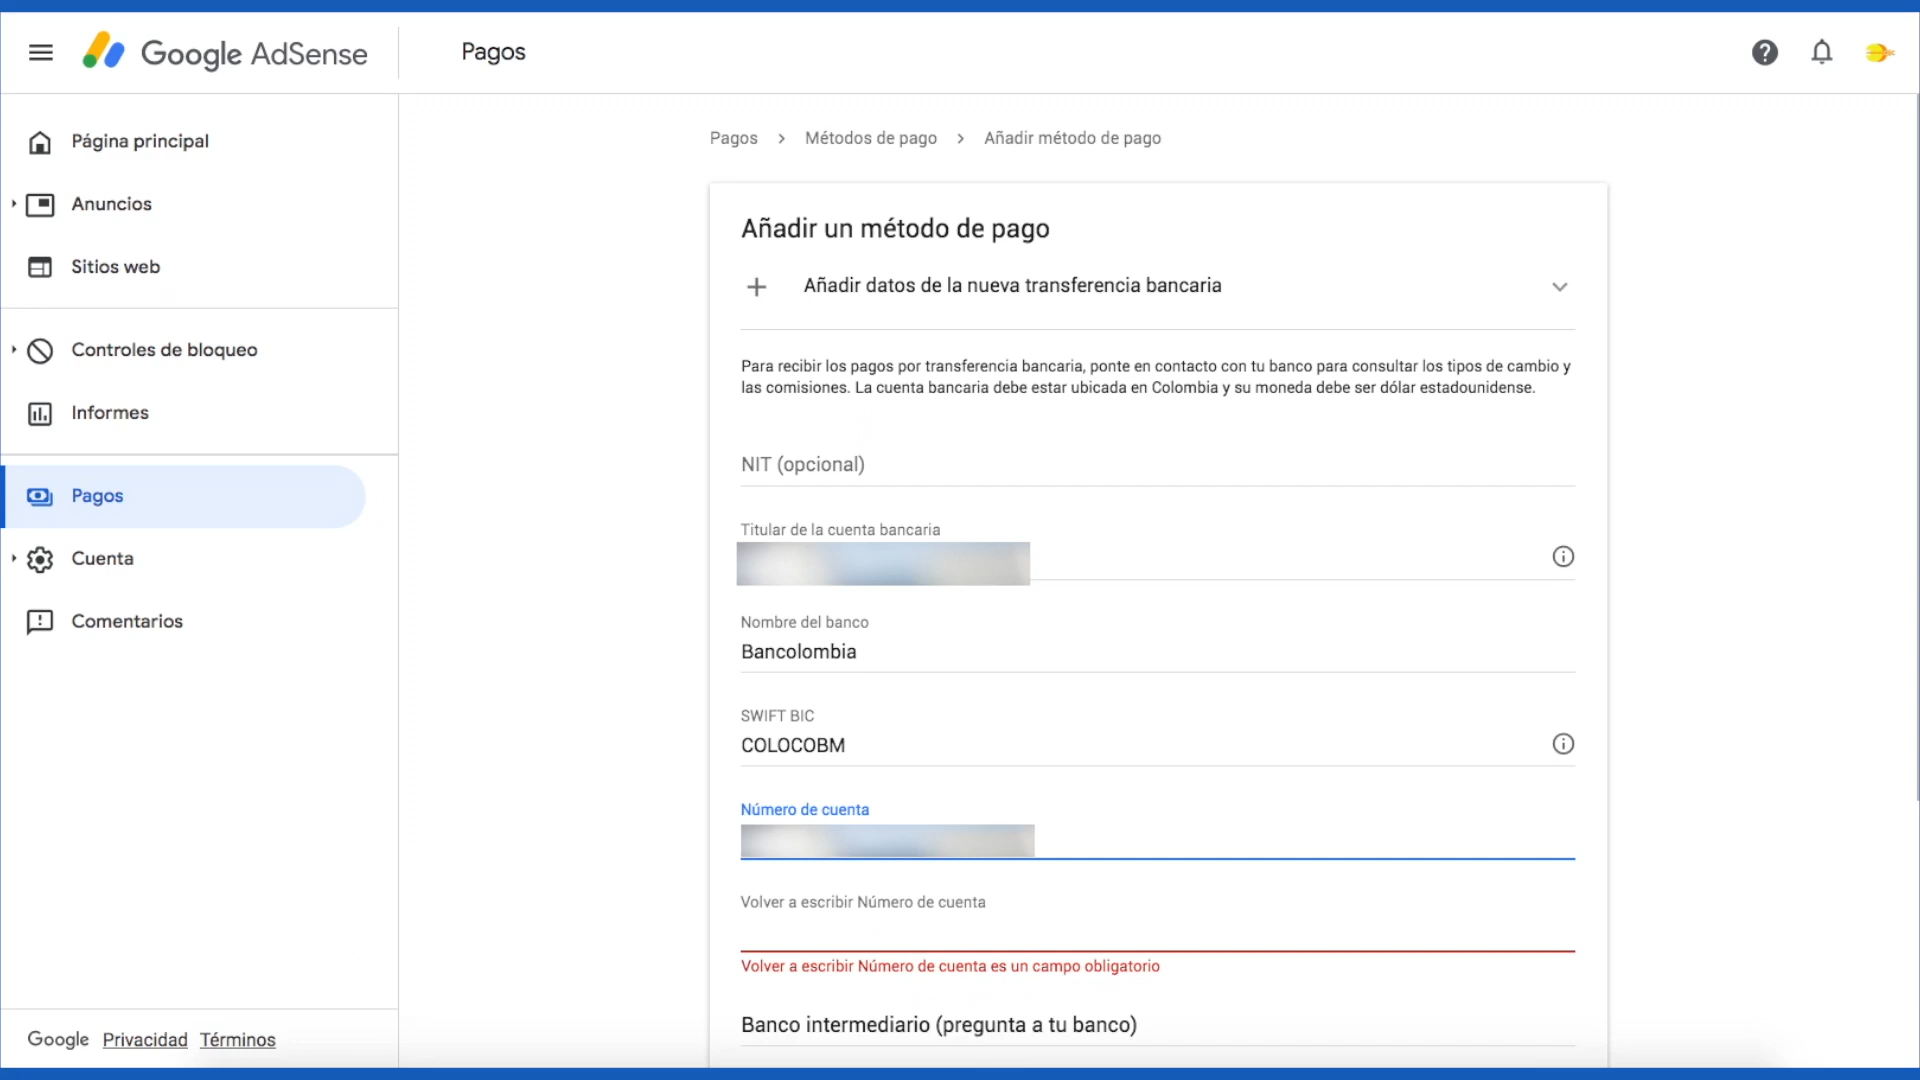 Google AdSense
Pagos
Página principal
Anuncios
Sitios web
Controles de bloqueo
Informes
Pagos
Cuenta
Comentarios
Google Privacidad Términos
Pagos > Métodos de pago > Añadir método de pago
Añadir un método de pago
Añadir datos de la nueva transferencia bancaria
Para recibir los pagos por transferencia bancaria, ponte en contacto con tu banco para consultar los tipos de cambio y
las comisiones. La cuenta bancaria debe estar ubicada en Colombia y su moneda debe ser dólar estadounidense.
NIT (opcional)
Titular de la cuenta bancaria
Nombre del banco
Bancolombia
SWIFT BIC
COLOCOBM
Número de cuenta
Volver a escribir Número de cuenta
Volver a escribir Número de cuenta es un campo obligatorio
Banco intermediario (pregunta a tu banco)